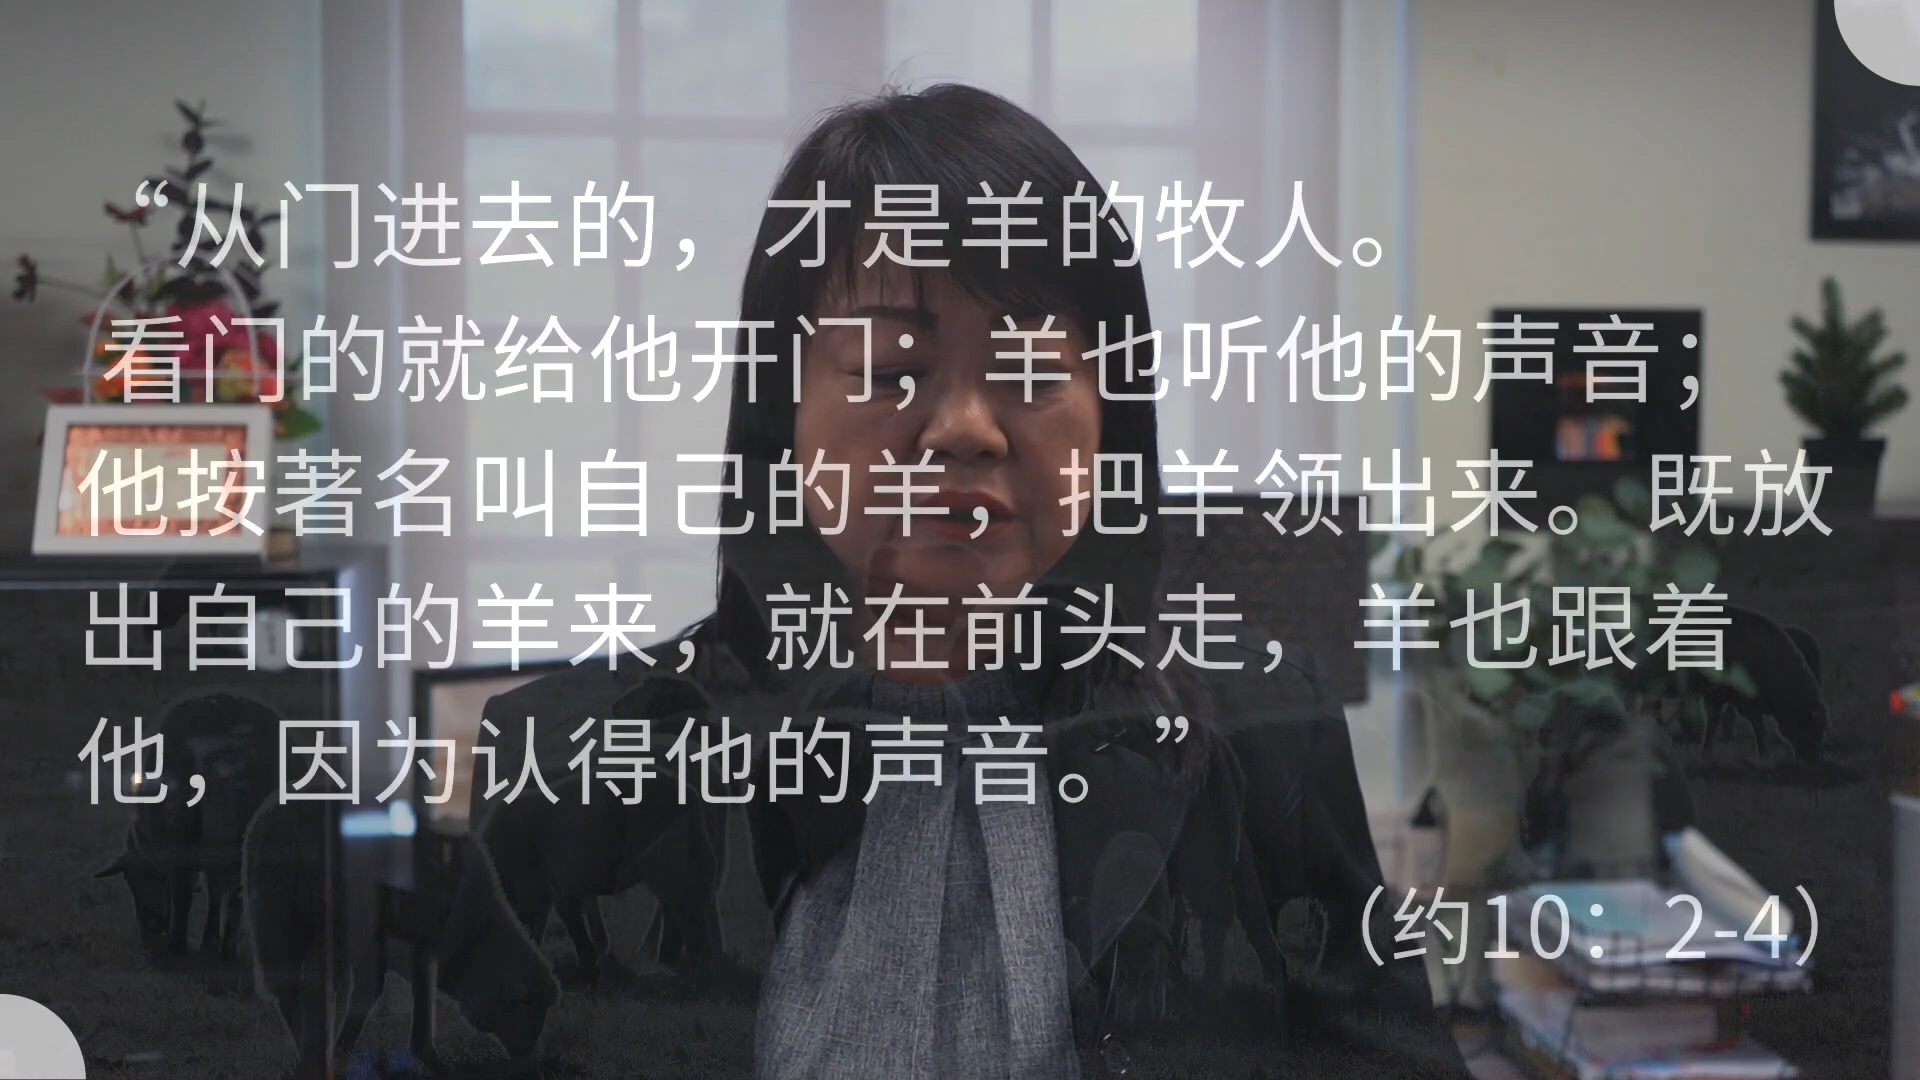 “从门进去的，才是羊的牧人。
看门的就给他开门；羊也听他的声音；
他按著名叫自己的羊，把羊领出来。既放
出自己的羊来，就在前头走，羊也跟着
他，因为认得他的声音。”
（约10：2-4）